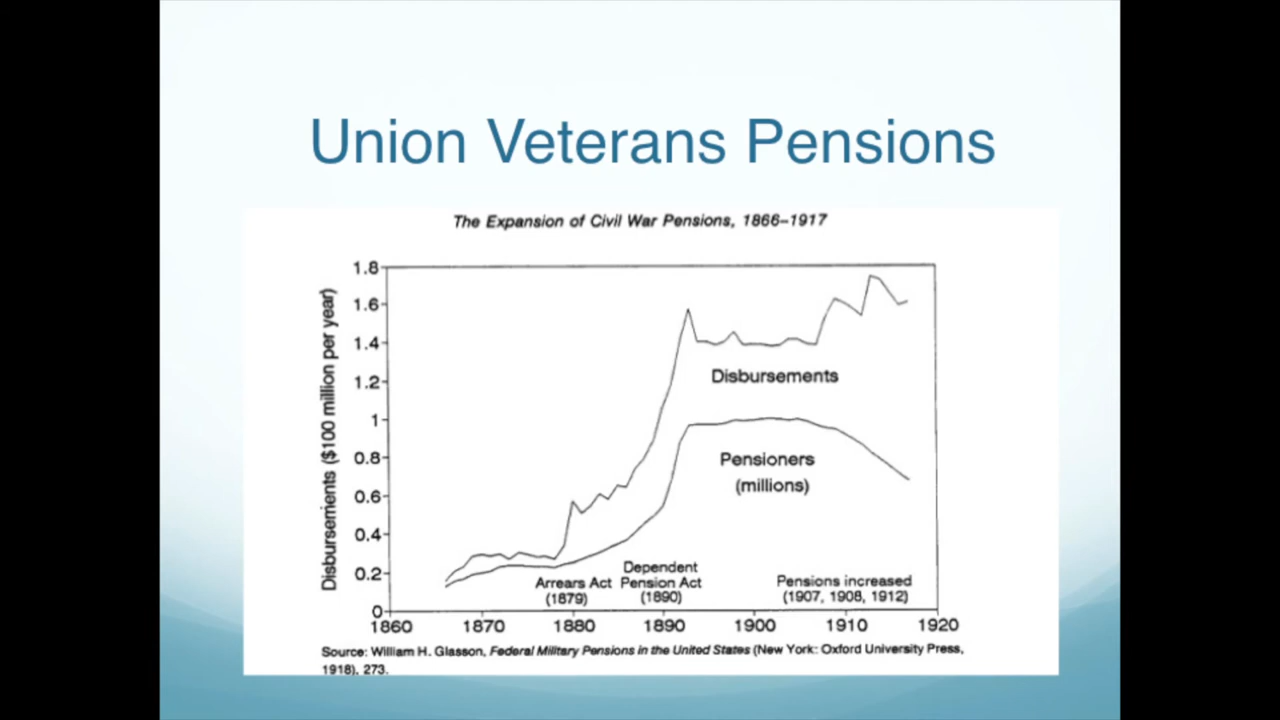 Union Veterans Pensions
The Expansion of Civil War Pensions, 1866–1917
Disbursements ($100 million per year)
1.8
1.6
1.4
1.2
1
0.8
0.6
0.4
0.2
0
Disbursements
Pensioners
(millions)
Arrears Act
(1879)
Dependent
Pension Act
(1890)
Pensions increased
(1907, 1908, 1912)
1860 1870 1880 1890 1900 1910 1920
Source: William H. Glasson, Federal Military Pensions in the United States (New York: Oxford University Press,
1918), 273.